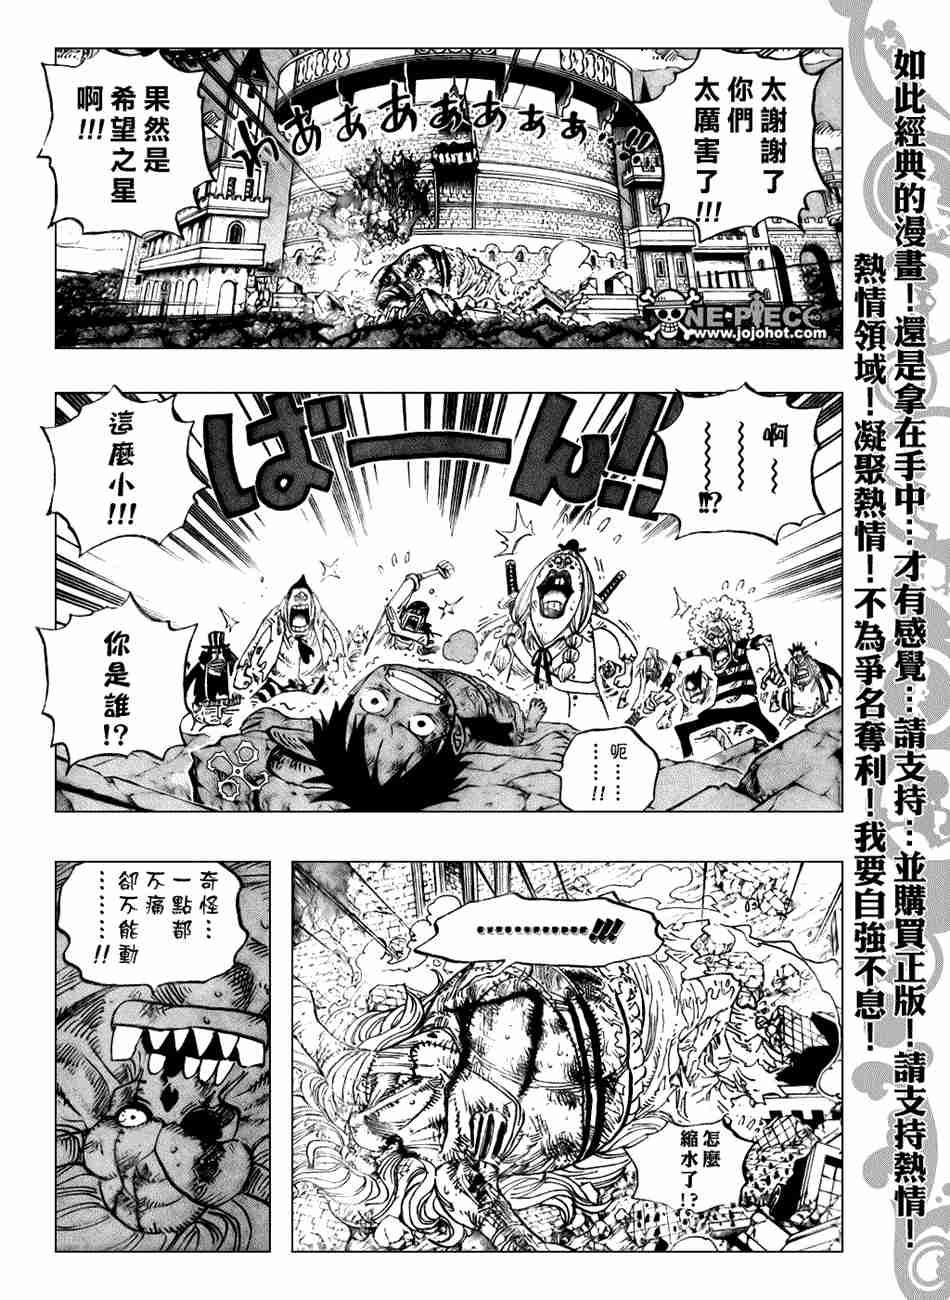 太謝謝了
你們
太厲害了!!!
果然是
希望之星
啊!!!
わああああああぁぁぁ…!!!
ONE PIECE
www.jojohot.com
啊
!!?
ばーん!!
這麼小!!!
你是誰!?
呃……
……!!
…………!!!
怎麼
縮水了!?
奇怪…
一點都
不痛
卻不能動
……!!
如此經典的漫畫！還是拿在手中…才有感覺…請支持…並購買正版！請支持熱情！
熱情領域！凝聚熱情！不為爭名奪利！我要自強不息！